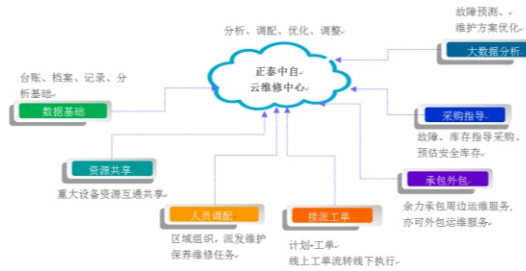 故障预测、
维护方案优化
大数据分析
分析、调配、优化、调整
正泰中自
云维修中心
台账、档案、记录、分
析基础
数据基础
采购指导
故障、库存指导采购、
预估安全库存
资源共享
重大设备资源互通共享
承包外包
余力承包周边运维服务,
亦可外包运维服务
人员调配
区域组织，派发维护
保养维修任务
接派工单
计划-工单
线上工单流转线下执行